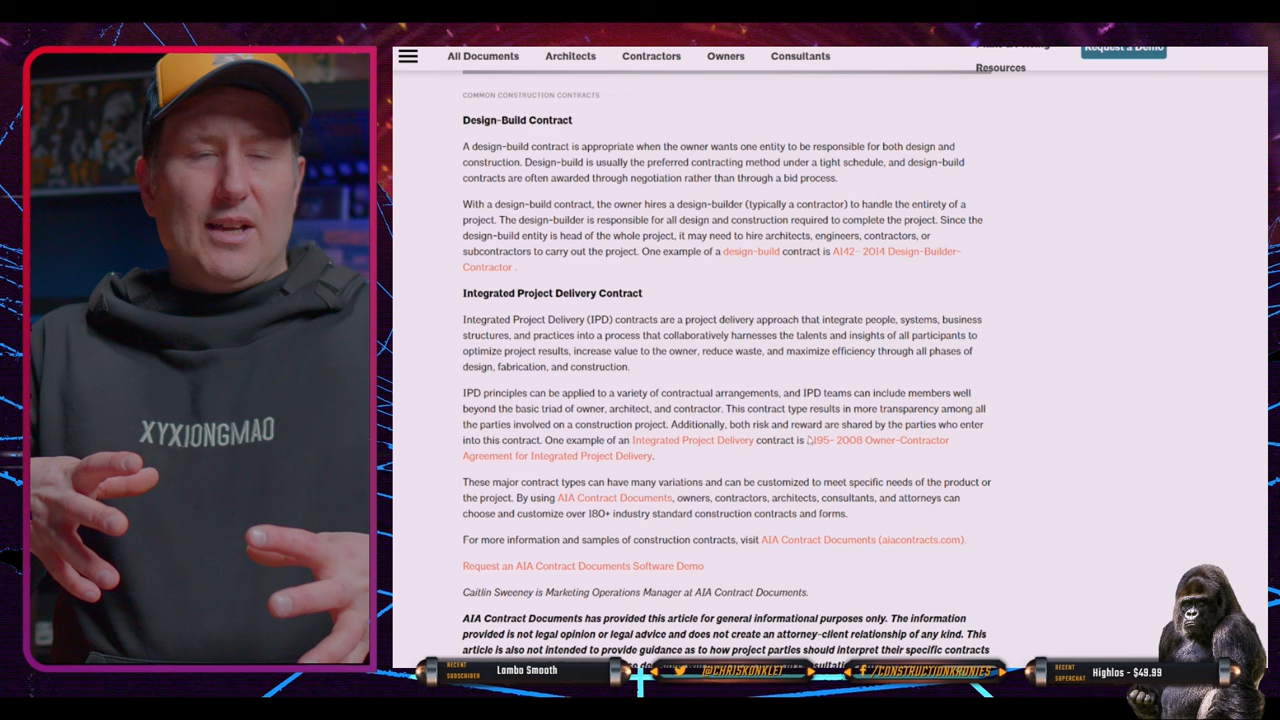 All Documents
Architects
Contractors
Owners
Consultants
Resources
Request a Demo
COMMON CONSTRUCTION CONTRACTS
Design-Build Contract
A design-build contract is appropriate when the owner wants one entity to be responsible for both design and
construction. Design-build is usually the preferred contracting method under a tight schedule, and design-build
contracts are often awarded through negotiation rather than through a bid process.
With a design-build contract, the owner hires a design-builder (typically a contractor) to handle the entirety of a
project. The design-builder is responsible for all design and construction required to complete the project. Since the
design-build entity is head of the whole project, it may need to hire architects, engineers, contractors, or
subcontractors to carry out the project. One example of a design-build contract is A142- 2014 Design-Builder-
Contractor .
Integrated Project Delivery Contract
Integrated Project Delivery (IPD) contracts are a project delivery approach that integrate people, systems, business
structures, and practices into a process that collaboratively harnesses the talents and insights of all participants to
optimize project results, increase value to the owner, reduce waste, and maximize efficiency through all phases of
design, fabrication, and construction.
IPD principles can be applied to a variety of contractual arrangements, and IPD teams can include members well
beyond the basic triad of owner, architect, and contractor. This contract type results in more transparency among all
the parties involved on a construction project. Additionally, both risk and reward are shared by the parties who enter
into this contract. One example of an Integrated Project Delivery contract is A195- 2008 Owner-Contractor
Agreement for Integrated Project Delivery.
These major contract types can have many variations and can be customized to meet specific needs of the product or
the project. By using AIA Contract Documents, owners, contractors, architects, consultants, and attorneys can
choose and customize over 180+ industry standard construction contracts and forms.
For more information and samples of construction contracts, visit AIA Contract Documents (aiacontracts.com).
Request an AIA Contract Documents Software Demo
Caitlin Sweeney is Marketing Operations Manager at AIA Contract Documents.
AIA Contract Documents has provided this article for general informational purposes only. The information
provided is not legal opinion or legal advice and does not create an attorney-client relationship of any kind. This
article is also not intended to provide guidance as to how project parties should interpret their specific contracts
XYXIONGMAO
RECENT SUBSCRIBER
Lambo Smooth
@CHRISKONKLE1
/CONSTRUCTIONKRONIES
RECENT SUPERCHAT
Highlos - $49.99